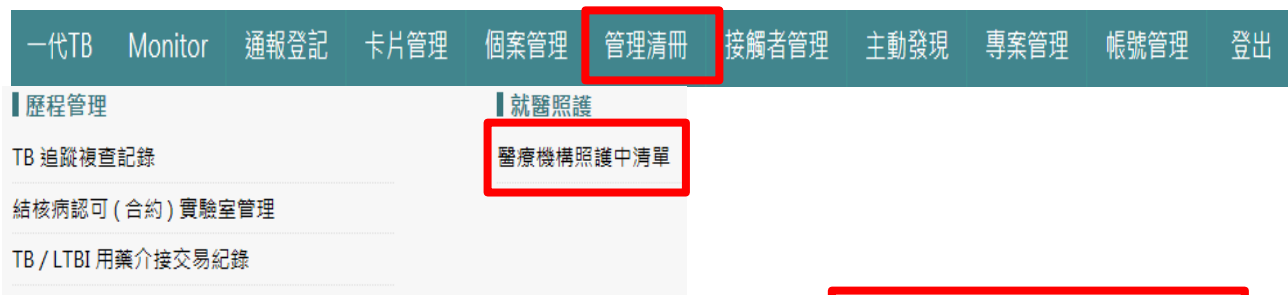 一代TB Monitor 通報登記 卡片管理 個案管理 管理清冊 接觸者管理 主動發現 專案管理 帳號管理 登出
歷程管理 就醫照護
TB 追蹤複查記錄 醫療機構照護中清單
結核病認可 ( 合約 ) 實驗室管理
TB / LTBI 用藥介接交易紀錄